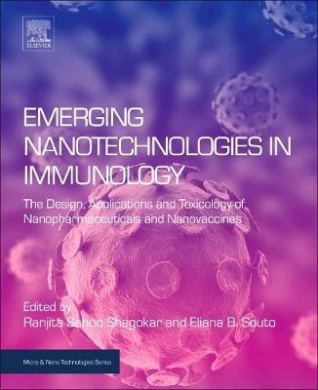 ELSEVIER
EMERGING
NANOTECHNOLOGIES IN
IMMUNOLOGY
The Design, Applications and Toxicology of
Nanopharmaceuticals and Nanovaccines
Edited by
Ranjita Sahoo Shegokar and Eliana B. Souto
Micro & Nano Technologies Series